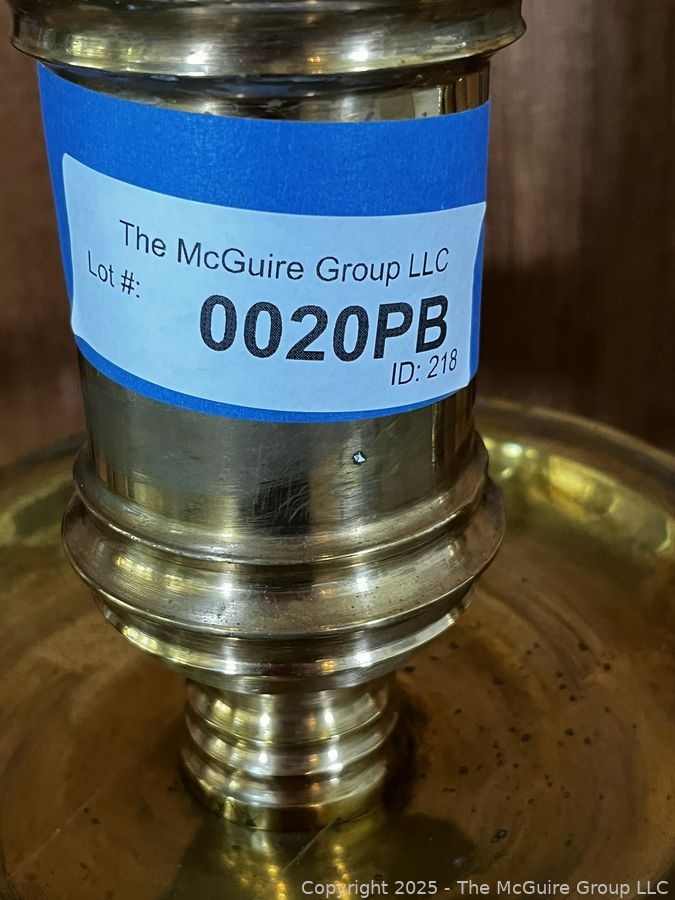 The McGuire Group LLC
Lot #:
0020PB
ID: 218
Copyright 2025 - The McGuire Group LLC